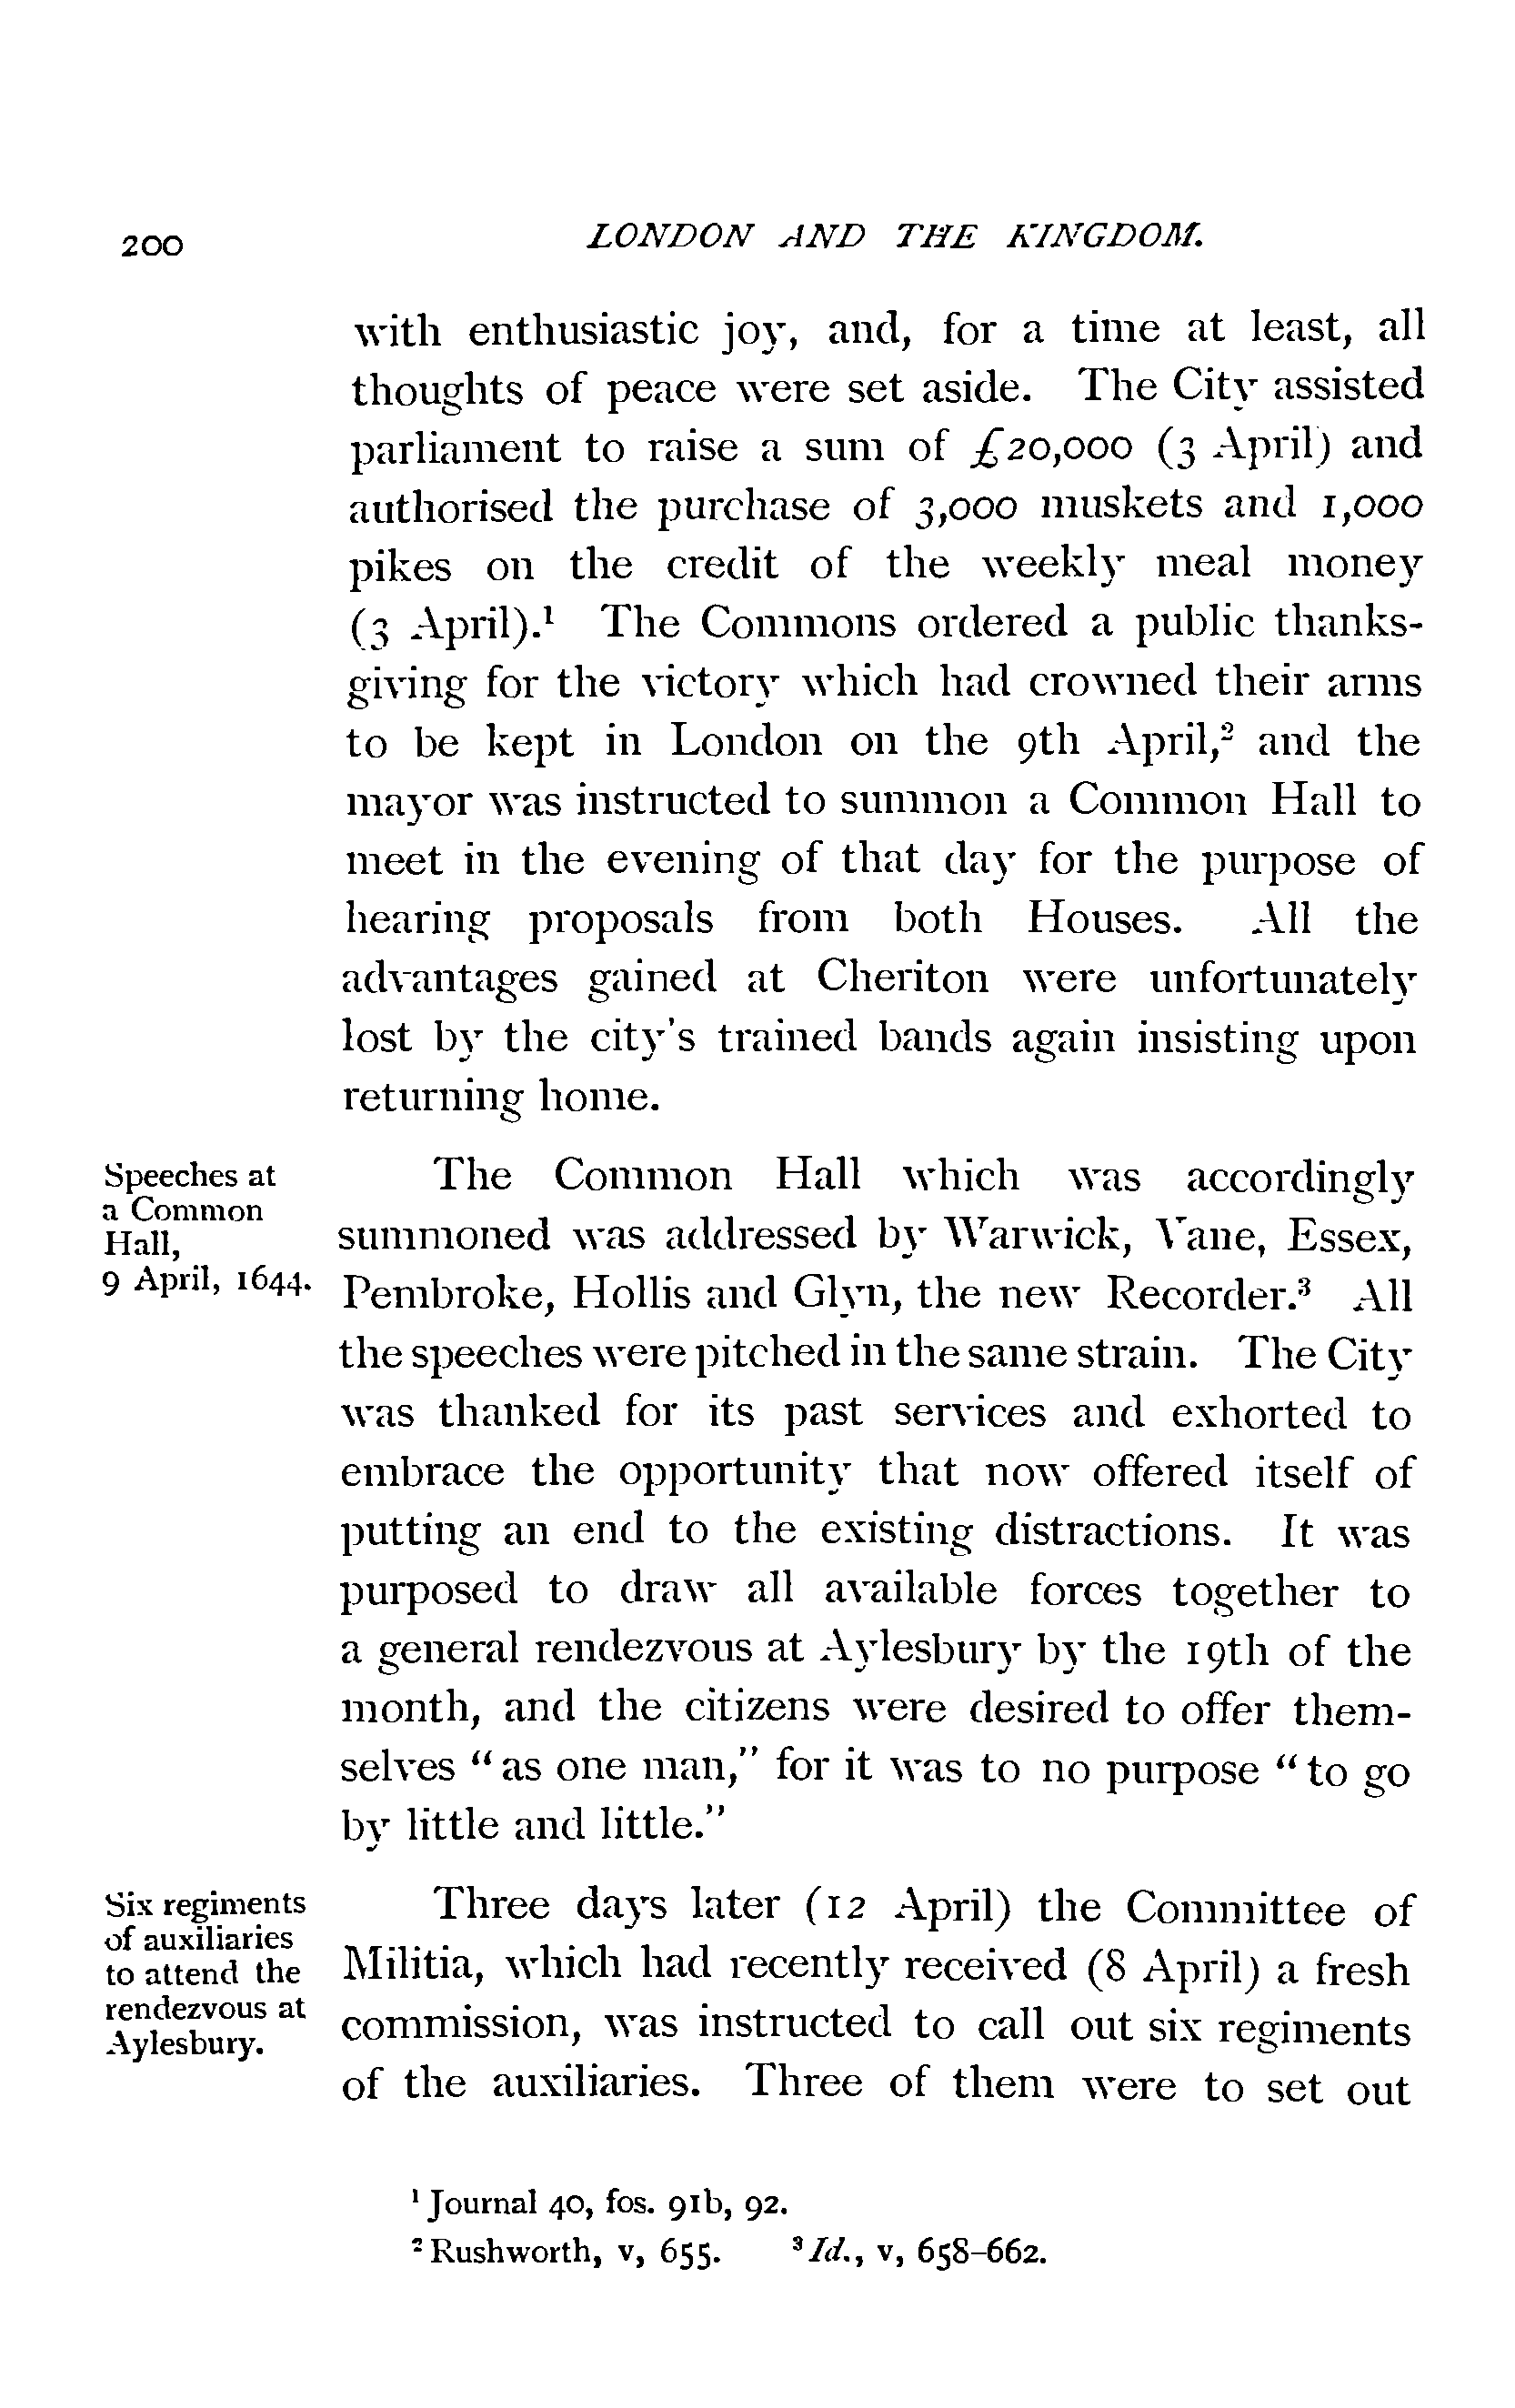 200
LONDON AND THE KINGDOM.
with enthusiastic joy, and, for a time at least, all
thoughts of peace were set aside. The City assisted
parliament to raise a sum of £20,000 (3 April) and
authorised the purchase of 3,000 muskets and 1,000
pikes on the credit of the weekly meal money
(3 April).¹ The Commons ordered a public thanks-
giving for the victory which had crowned their arms
to be kept in London on the 9th April,² and the
mayor was instructed to summon a Common Hall to
meet in the evening of that day for the purpose of
hearing proposals from both Houses. All the
advantages gained at Cheriton were unfortunately
lost by the city's trained bands again insisting upon
returning home.
Speeches at
a Common
Hall,
9 April, 1644.
The Common Hall which was accordingly
summoned was addressed by Warwick, Vane, Essex,
Pembroke, Hollis and Glyn, the new Recorder.³ All
the speeches were pitched in the same strain. The City
was thanked for its past services and exhorted to
embrace the opportunity that now offered itself of
putting an end to the existing distractions. It was
purposed to draw all available forces together to
a general rendezvous at Aylesbury by the 19th of the
month, and the citizens were desired to offer them-
selves "as one man," for it was to no purpose "to go
by little and little."
Six regiments
of auxiliaries
to attend the
rendezvous at
Aylesbury.
Three days later (12 April) the Committee of
Militia, which had recently received (8 April) a fresh
commission, was instructed to call out six regiments
of the auxiliaries. Three of them were to set out
¹ Journal 40, fos. 91b, 92.
² Rushworth, v, 655. ³ Id., v, 658–662.